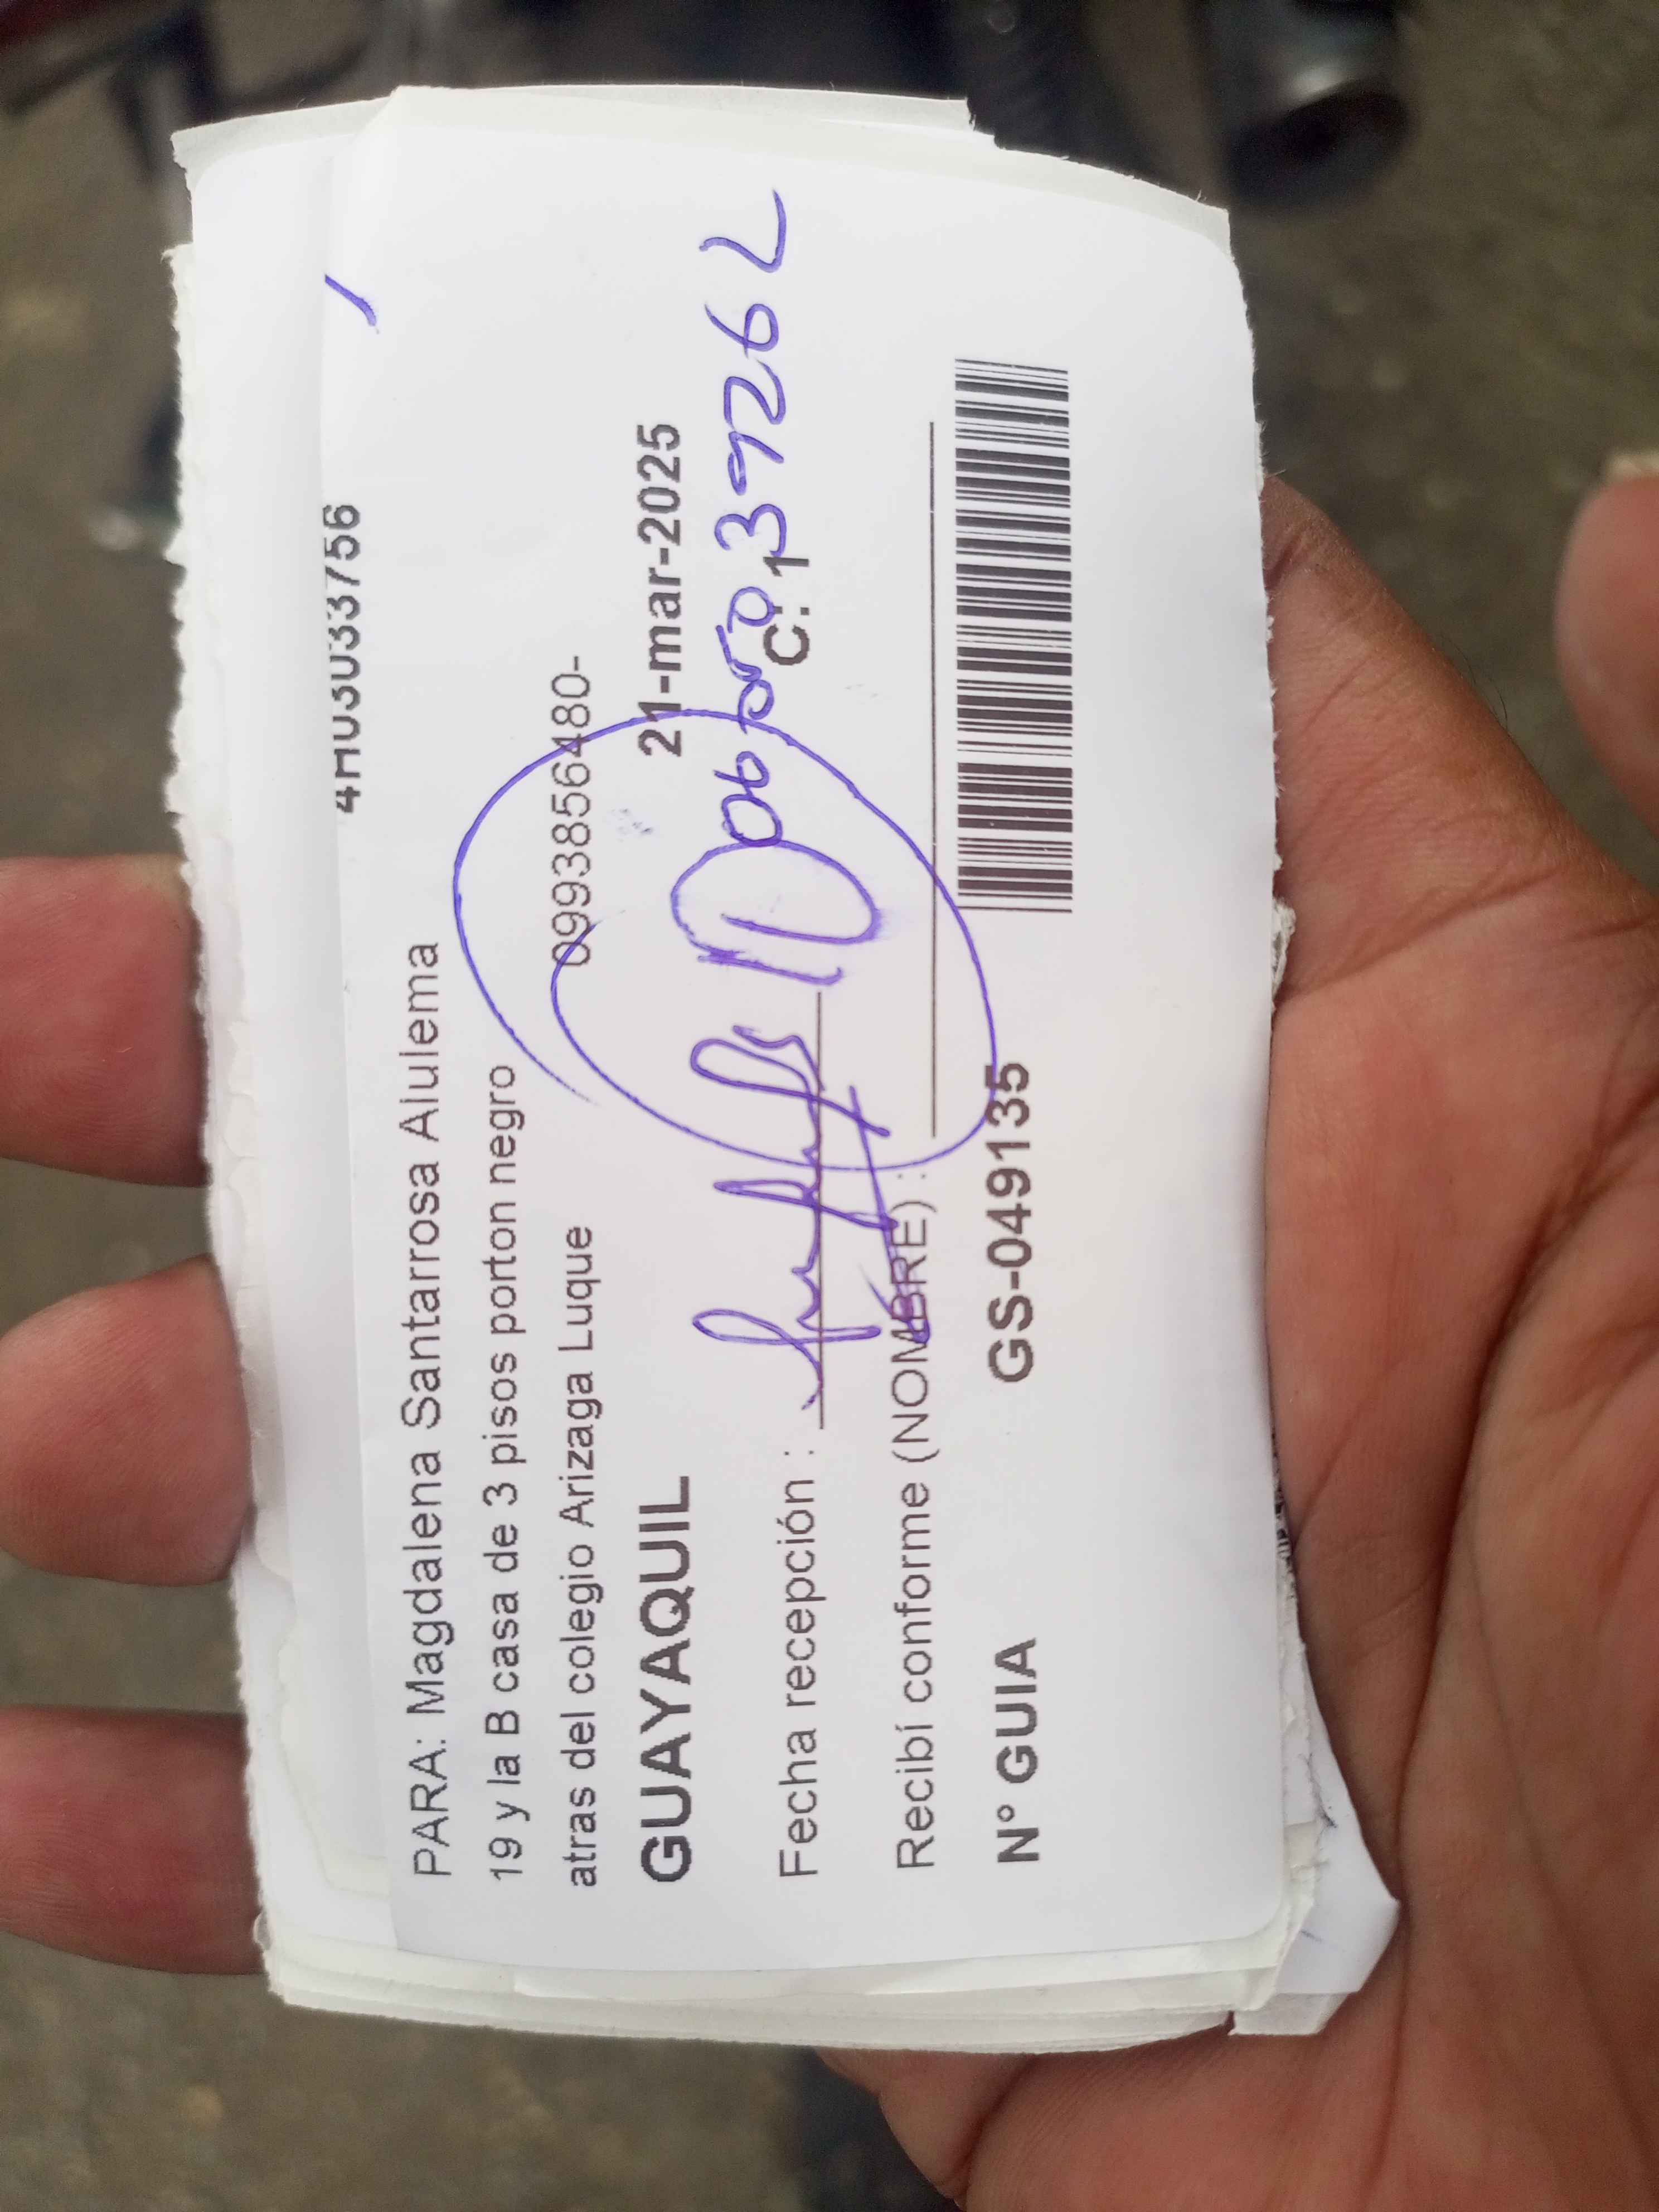 PARA: Magdalena Santarrosa Alulema
19 y la B casa de 3 pisos porton negro
atras del colegio Arizaga Luque 0993856480-
GUAYAQUIL 21-mar-2025
Fecha recepción : C: 1
Recibí conforme (NOMBRE) :
N° GUIA GS-049135